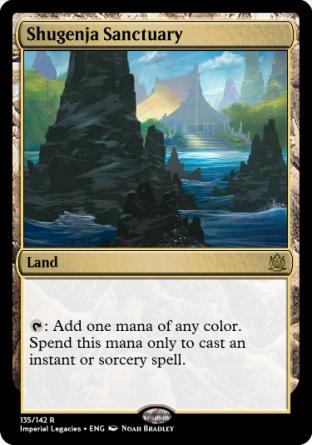 Shugenja Sanctuary
Land
: Add one mana of any color.
Spend this mana only to cast an
instant or sorcery spell.
135/142 R
Imperial Legacies • ENG Noah Bradley